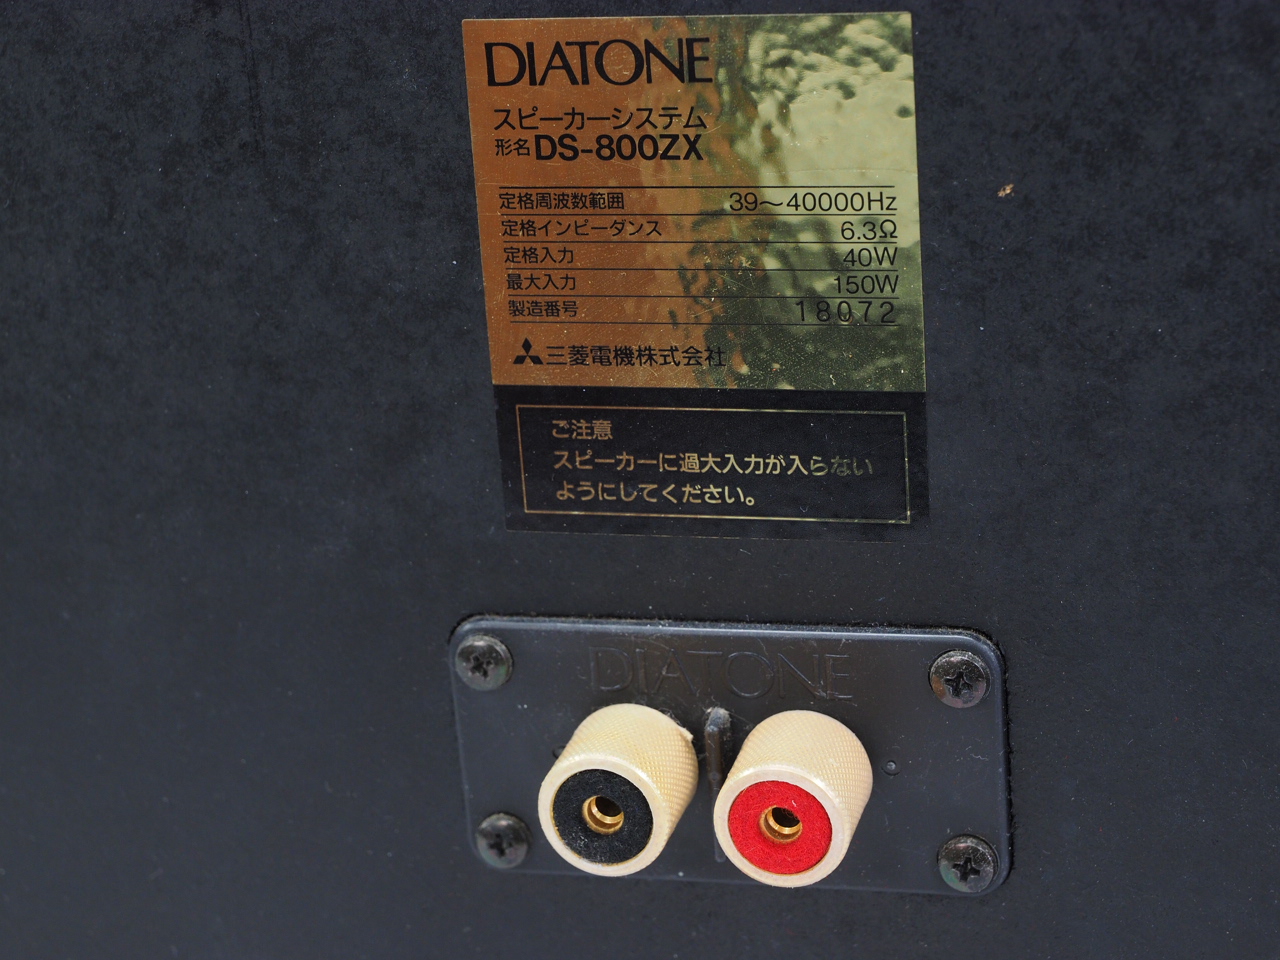 DIATONE
スピーカーシステム
形名 DS-800ZX
定格周波数範囲 39～40000Hz
定格インピーダンス 6.3Ω
定格入力 40W
最大入力 150W
製造番号 18072
三菱電機株式会社
ご注意
スピーカーに過大入力が入らない
ようにしてください。
DIATONE